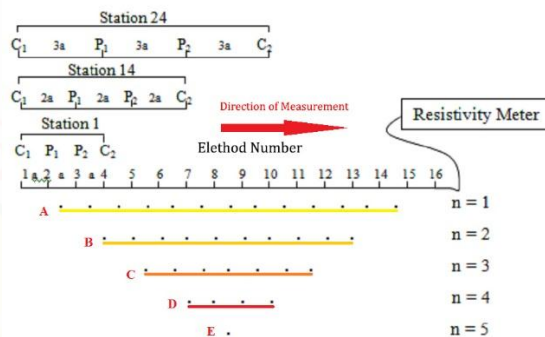 Station 24
C1 3a P1 3a P2 3a C2
Station 14
C1 2a P1 2a P2 2a C2
Station 1
C1 P1 P2 C2
Direction of Measurement
Resistivity Meter
Elethod Number
1 a 2 a 3 a 4 5 6 7 8 9 10 11 12 13 14 15 16
A n = 1
B n = 2
C n = 3
D n = 4
E n = 5